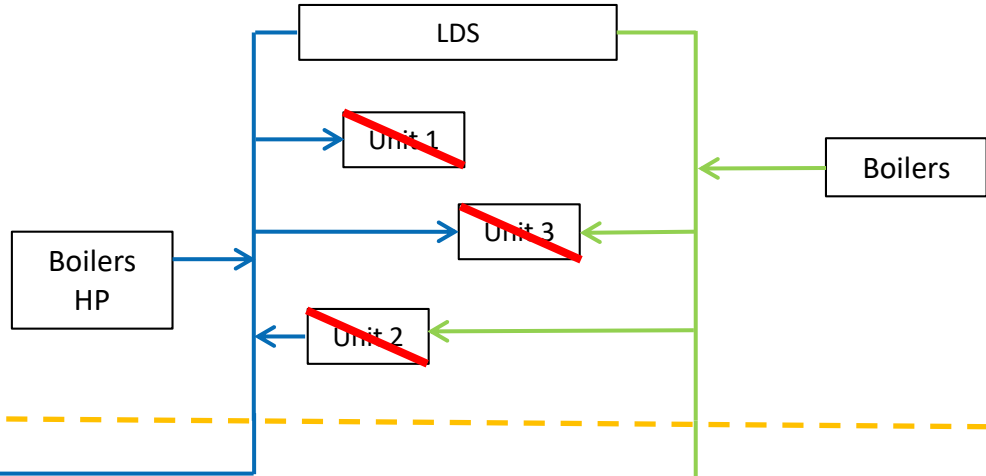 LDS
Unit 1
Boilers
Unit 3
Boilers
HP
Unit 2